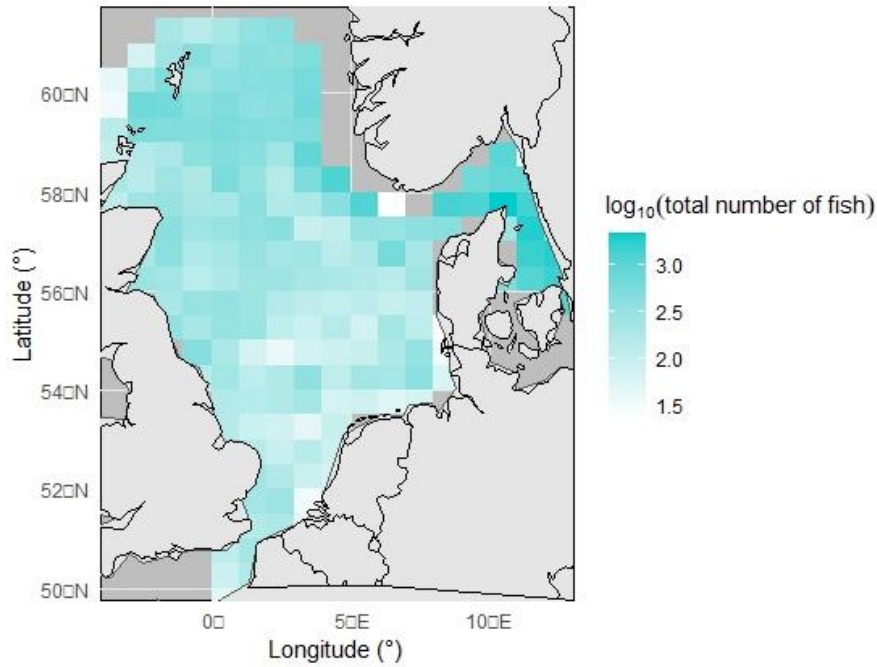 60□N
58□N
56□N
54□N
52□N
50□N
Latitude (°)
0□
5□E
10□E
Longitude (°)
log₁₀(total number of fish)
3.0
2.5
2.0
1.5